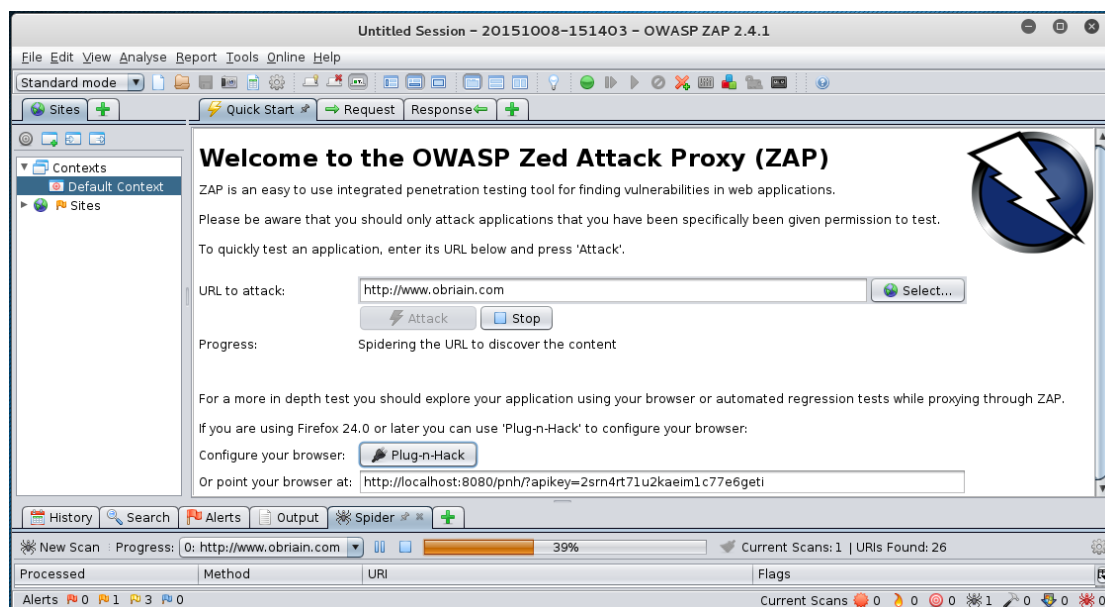 Untitled Session - 20151008-151403 - OWASP ZAP 2.4.1
File Edit View Analyse Report Tools Online Help
Standard mode
Sites
Quick Start
Request
Response
Contexts
Default Context
Sites
Welcome to the OWASP Zed Attack Proxy (ZAP)
ZAP is an easy to use integrated penetration testing tool for finding vulnerabilities in web applications.
Please be aware that you should only attack applications that you have been specifically been given permission to test.
To quickly test an application, enter its URL below and press 'Attack'.
URL to attack: http://www.obriain.com Select...
Attack Stop
Progress: Spidering the URL to discover the content
For a more in depth test you should explore your application using your browser or automated regression tests while proxying through ZAP.
If you are using Firefox 24.0 or later you can use 'Plug-n-Hack' to configure your browser:
Configure your browser: Plug-n-Hack
Or point your browser at: http://localhost:8080/pnh/?apikey=2srn4rt71u2kaeim1c77e6geti
History Search Alerts Output Spider
New Scan Progress: 0: http://www.obriain.com 39% Current Scans: 1 | URIs Found: 26
Processed Method URI Flags
Alerts 0 1 3 0 Current Scans 0 0 0 1 0 0 0